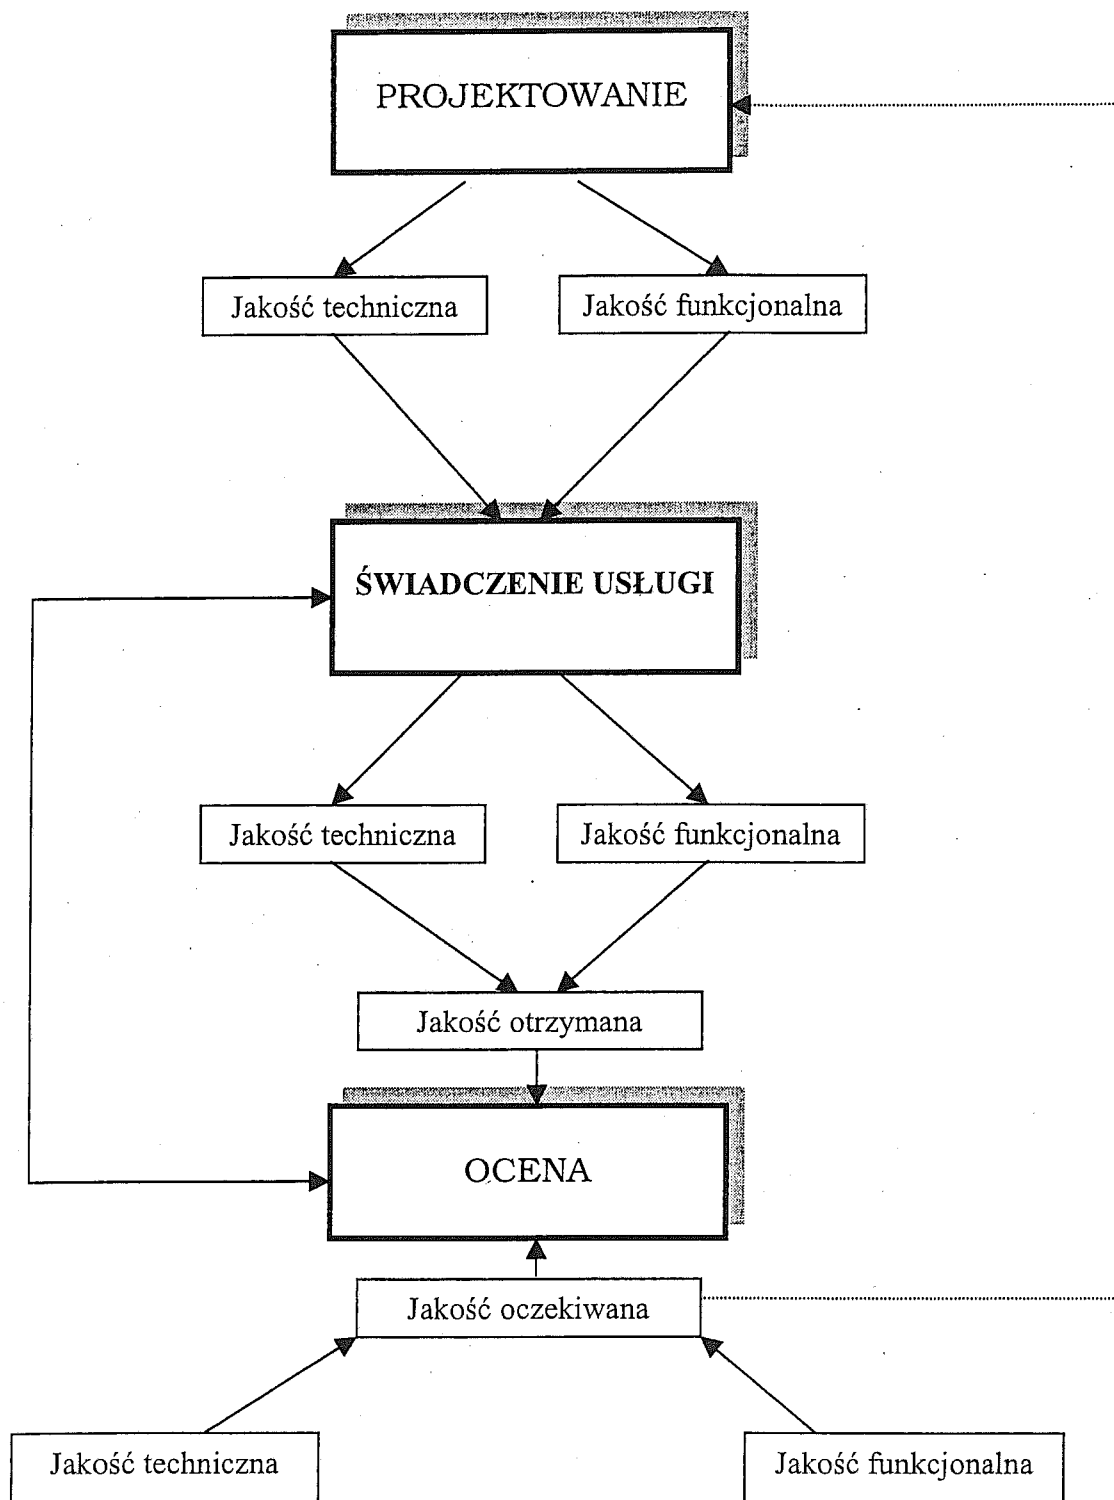 PROJEKTOWANIE
Jakość techniczna
Jakość funkcjonalna
ŚWIADCZENIE USŁUGI
Jakość techniczna
Jakość funkcjonalna
Jakość otrzymana
OCENA
Jakość oczekiwana
Jakość techniczna
Jakość funkcjonalna